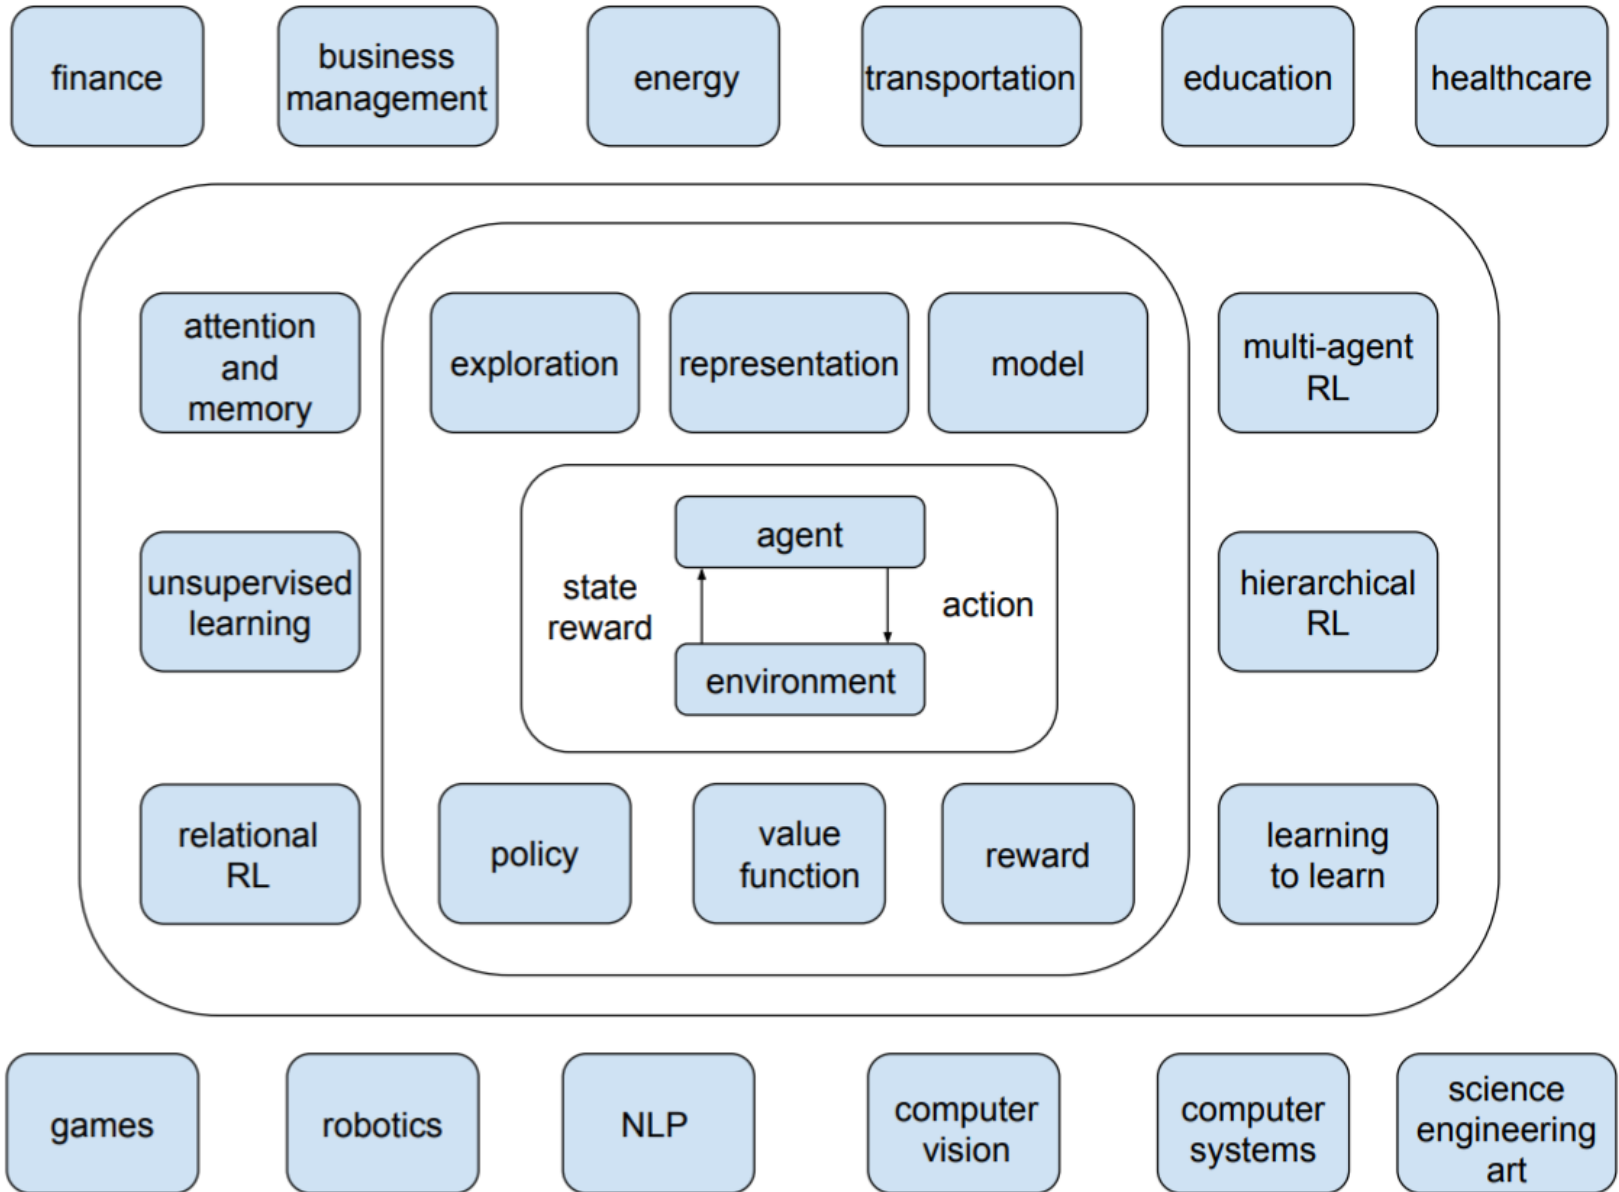 finance
business
management
energy
transportation
education
healthcare
attention
and
memory
exploration
representation
model
multi-agent
RL
unsupervised
learning
agent
state
reward
action
environment
hierarchical
RL
relational
RL
policy
value
function
reward
learning
to learn
games
robotics
NLP
computer
vision
computer
systems
science
engineering
art